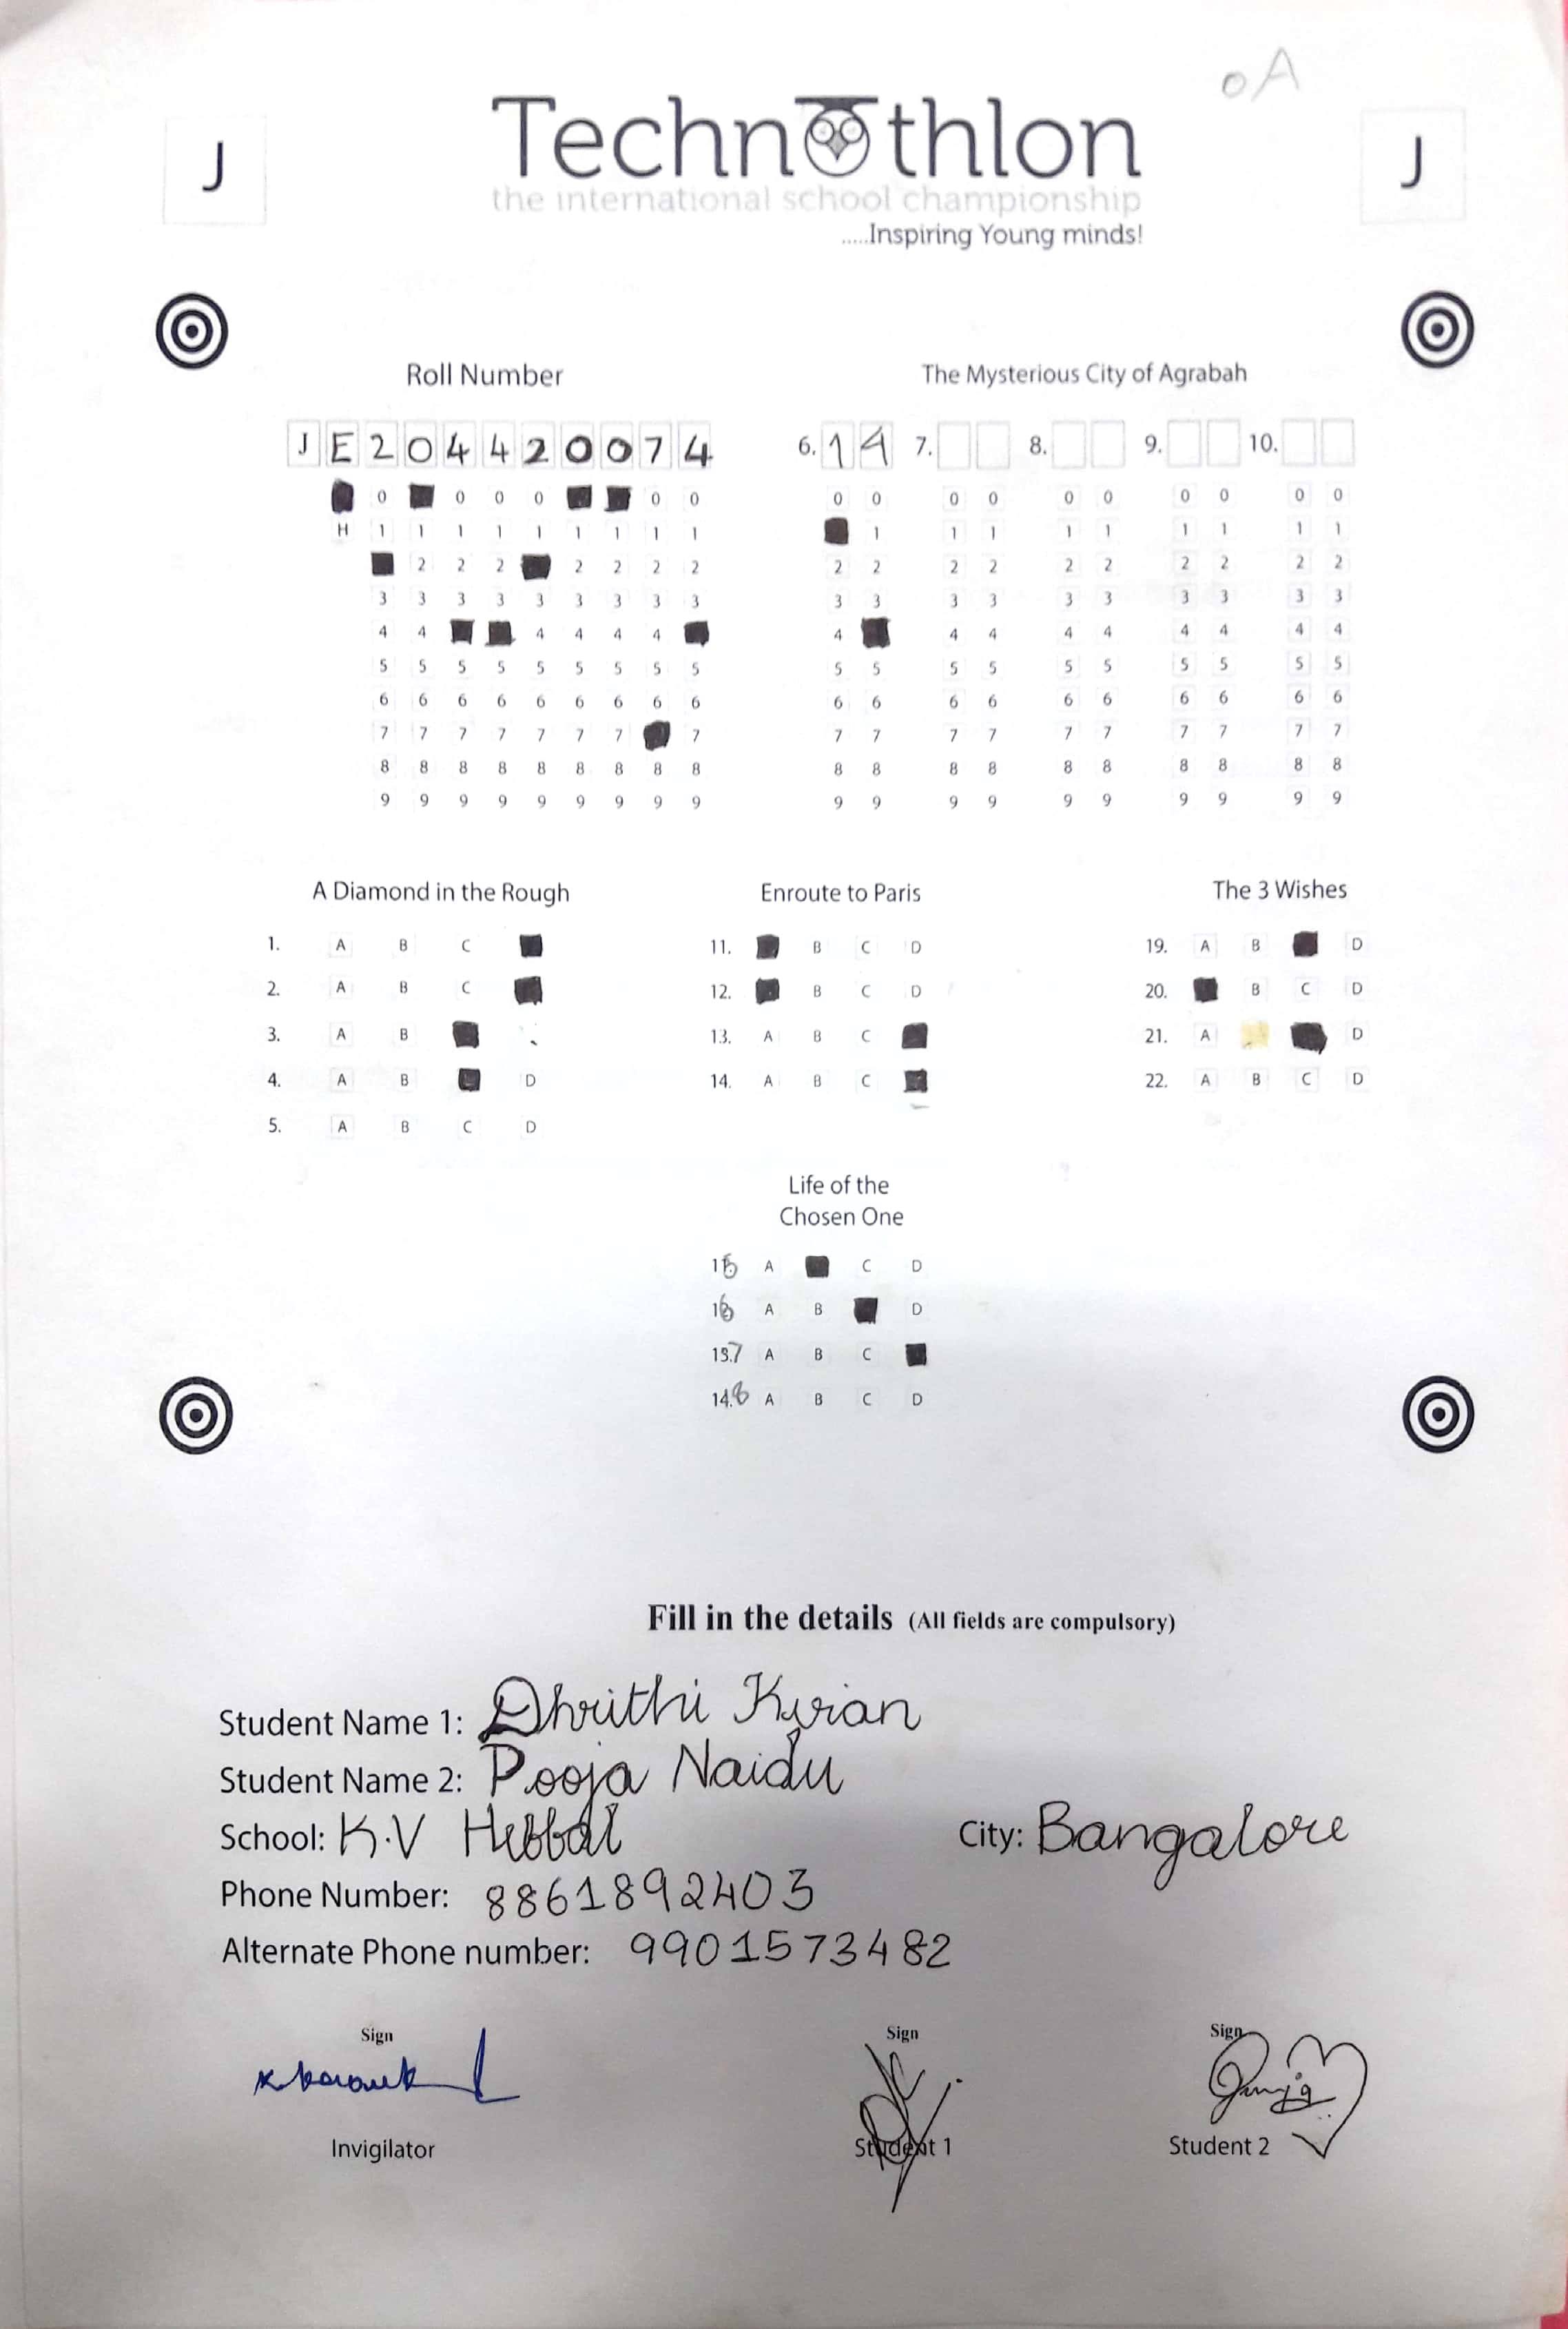 oA
J Technothlon J
the international school championship
.....Inspiring Young minds!
Roll Number The Mysterious City of Agrabah
J E 2 0 4 4 2 0 0 7 4 6. 1 4 7. 8. 9. 10.
0 0 0 0 0 0 0 0 0 0 0 0 0 0 0
H 1 1 1 1 1 1 1 1 1 1 1 1 1 1 1 1 1 1
2 2 2 2 2 2 2 2 2 2 2 2 2 2 2 2 2
3 3 3 3 3 3 3 3 3 3 3 3 3 3 3 3 3 3 3
4 4 4 4 4 4 4 4 4 4 4 4 4 4 4
5 5 5 5 5 5 5 5 5 5 5 5 5 5 5 5 5 5 5
6 6 6 6 6 6 6 6 6 6 6 6 6 6 6 6 6 6 6
7 7 7 7 7 7 7 7 7 7 7 7 7 7 7 7 7 7
8 8 8 8 8 8 8 8 8 8 8 8 8 8 8 8 8 8 8
9 9 9 9 9 9 9 9 9 9 9 9 9 9 9 9 9 9 9
A Diamond in the Rough Enroute to Paris The 3 Wishes
1. A B C 11. B C D 19. A B D
2. A B C 12. B C D 20. B C D
3. A B 13. A B C 21. A D
4. A B D 14. A B C 22. A B C D
5. A B C D
Life of the
Chosen One
15 A C D
16 A B D
13.7 A B C
14.8 A B C D
Fill in the details (All fields are compulsory)
Student Name 1: Dhrithi Kiran
Student Name 2: Pooja Naidu
School: K.V Hebbal City: Bangalore
Phone Number: 8861892403
Alternate Phone number: 9901573482
Sign Sign Sign
Invigilator Student 1 Student 2